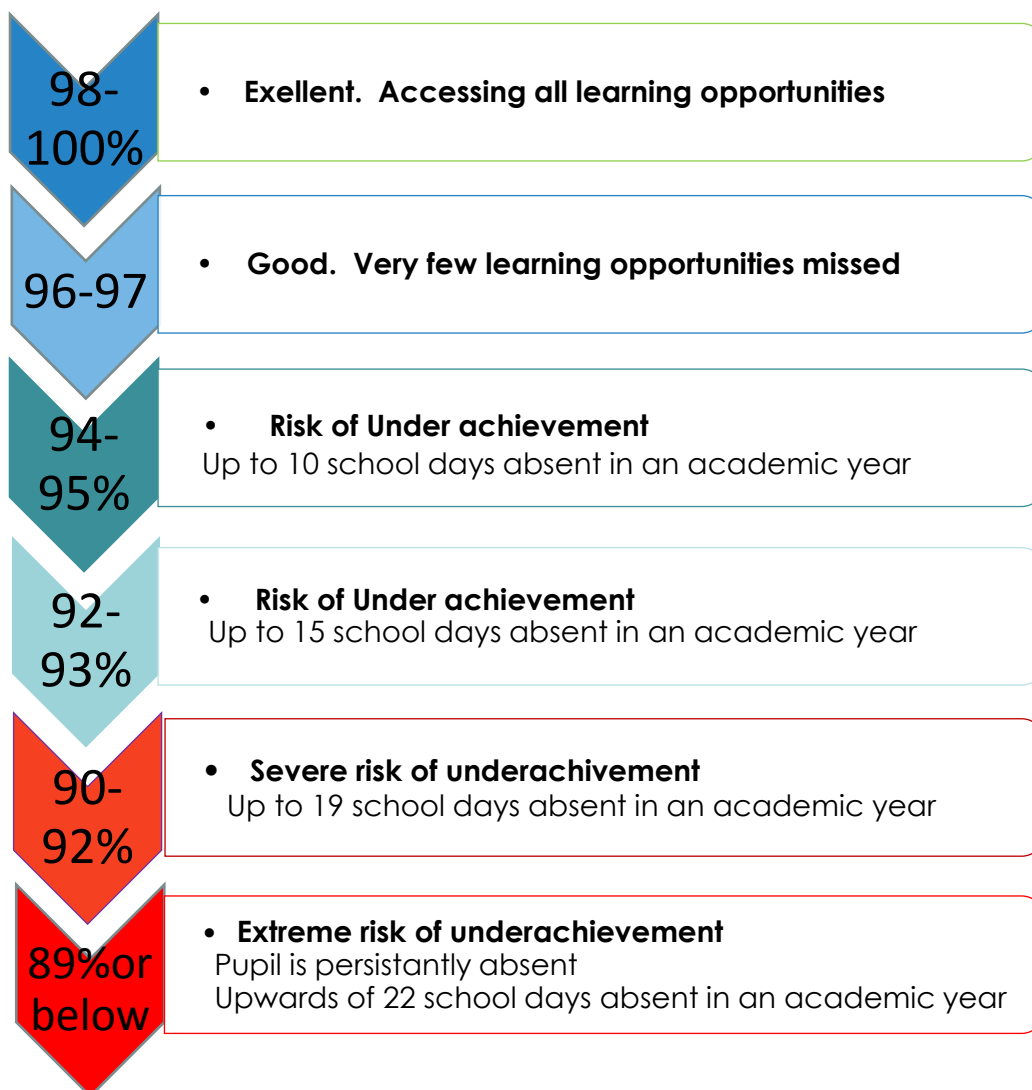 98-
100%
• Exellent. Accessing all learning opportunities
96-97
• Good. Very few learning opportunities missed
94-
95%
• Risk of Under achievement
Up to 10 school days absent in an academic year
92-
93%
• Risk of Under achievement
Up to 15 school days absent in an academic year
90-
92%
• Severe risk of underachivement
Up to 19 school days absent in an academic year
89%or
below
• Extreme risk of underachievement
Pupil is persistantly absent
Upwards of 22 school days absent in an academic year